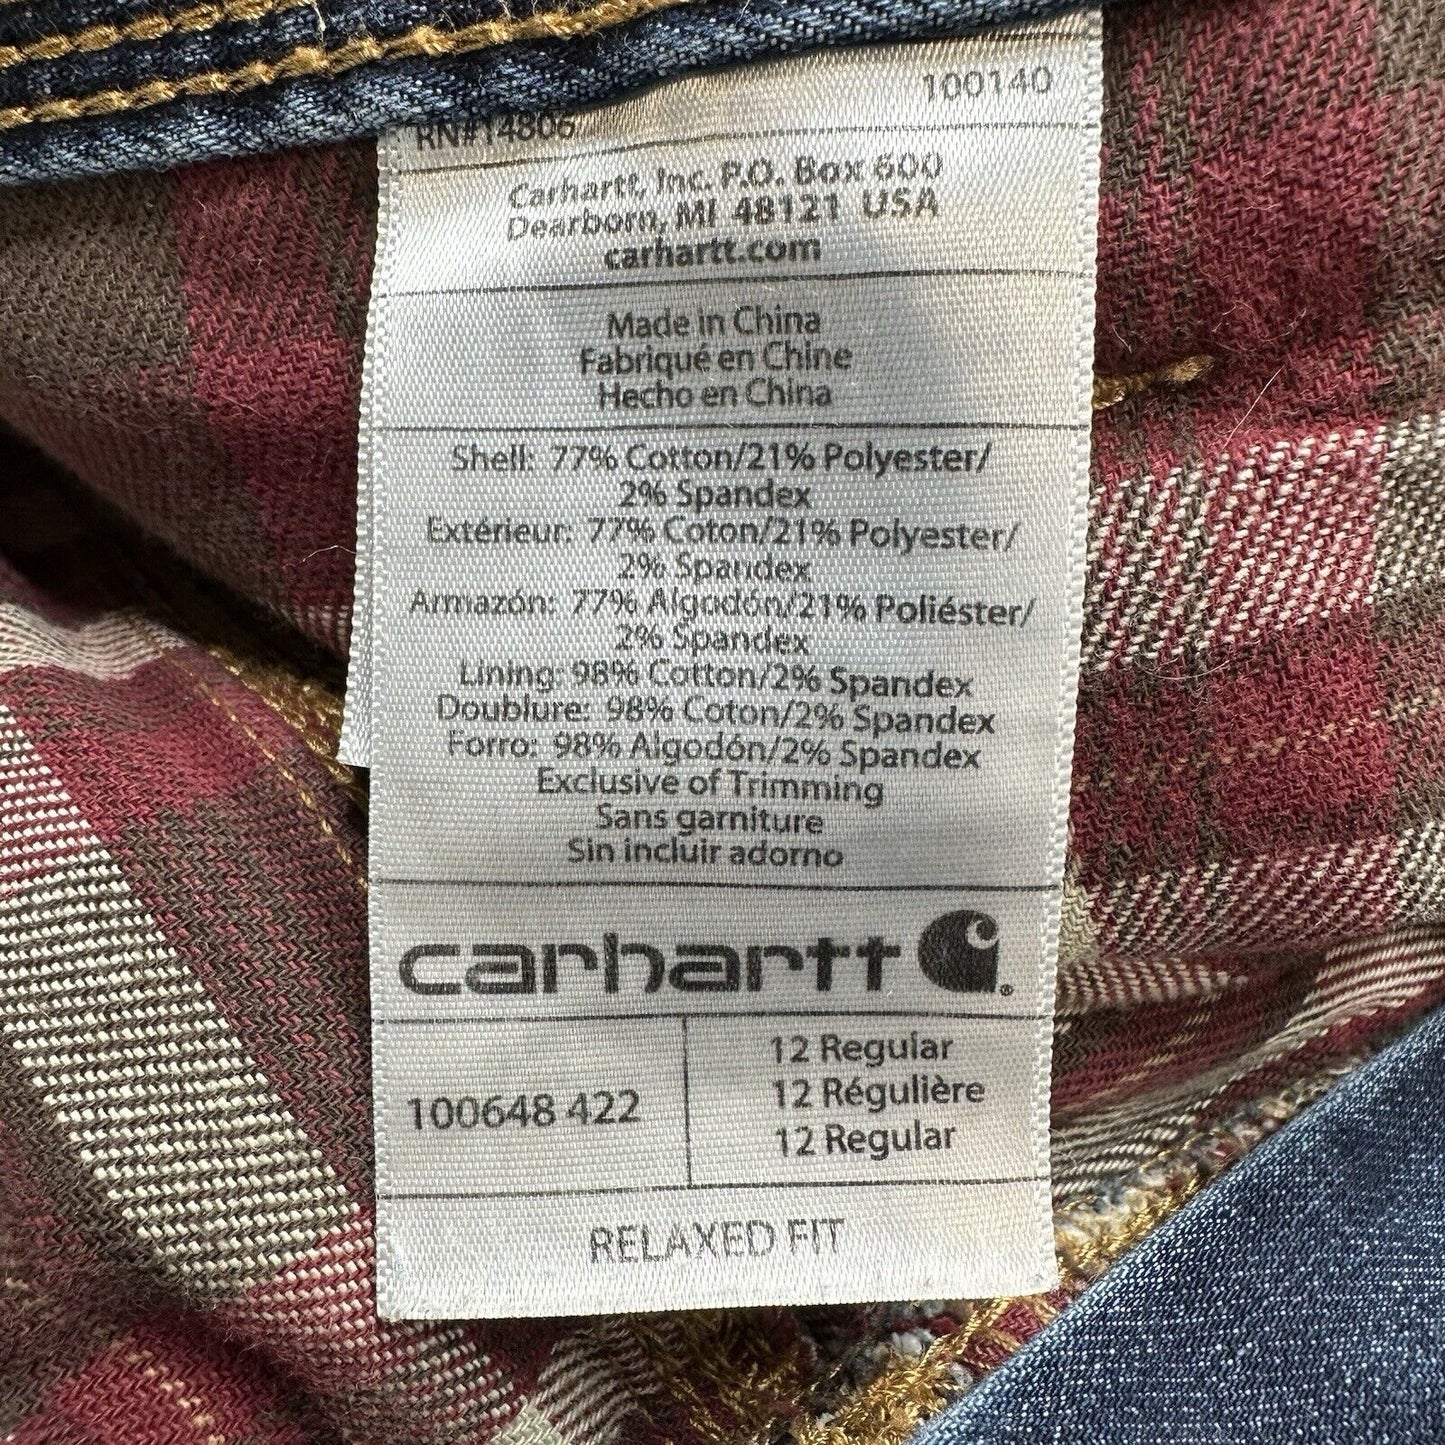 RN#14806 100140
Carhartt, Inc. P.O. Box 600
Dearborn, MI 48121 USA
carhartt.com
Made in China
Fabriqué en Chine
Hecho en China
Shell: 77% Cotton/21% Polyester/
2% Spandex
Extérieur: 77% Coton/21% Polyester/
2% Spandex
Armazón: 77% Algodón/21% Poliéster/
2% Spandex
Lining: 98% Cotton/2% Spandex
Doublure: 98% Coton/2% Spandex
Forro: 98% Algodón/2% Spandex
Exclusive of Trimming
Sans garniture
Sin incluir adorno
carhartt
100648 422
12 Regular
12 Régulière
12 Regular
RELAXED FIT